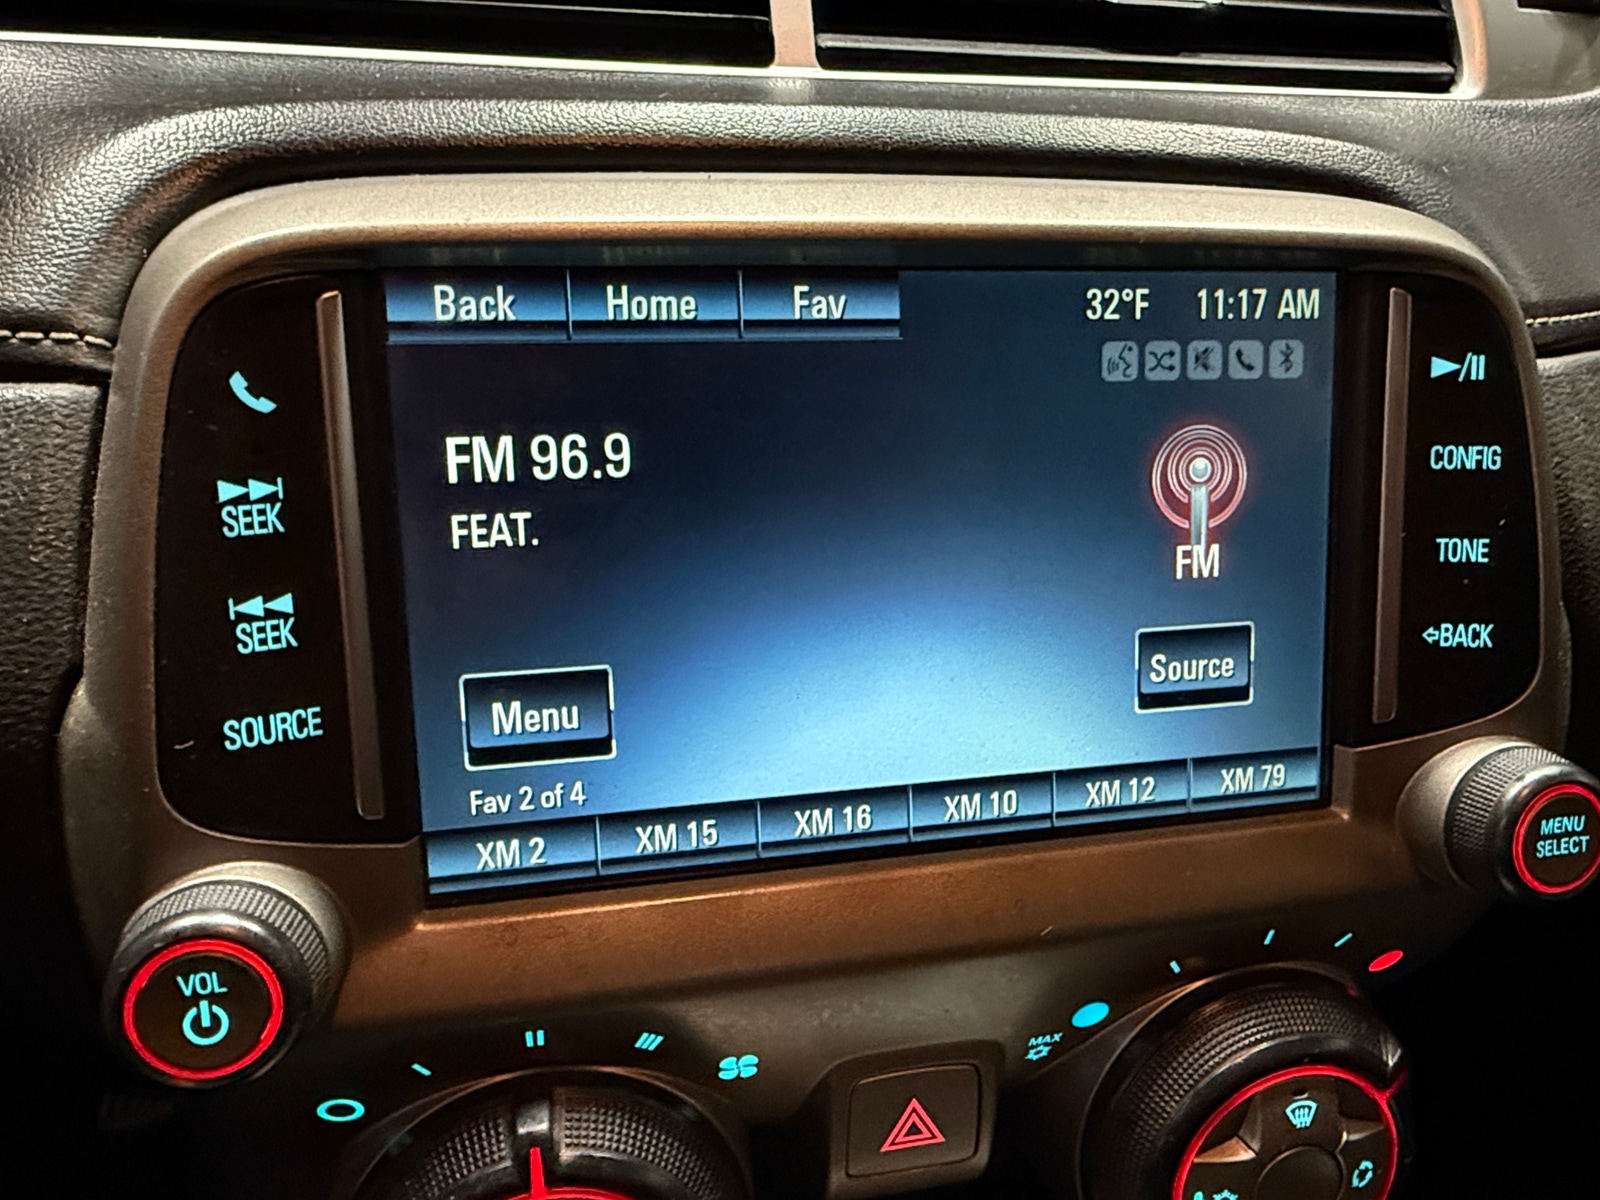 Back Home Fav 32°F 11:17 AM
FM 96.9
FEAT.
FM
Menu
Source
Fav 2 of 4
XM 2 XM 15 XM 16 XM 10 XM 12 XM 79
SEEK
SEEK
SOURCE
CONFIG
TONE
BACK
VOL
MENU
SELECT
MAX